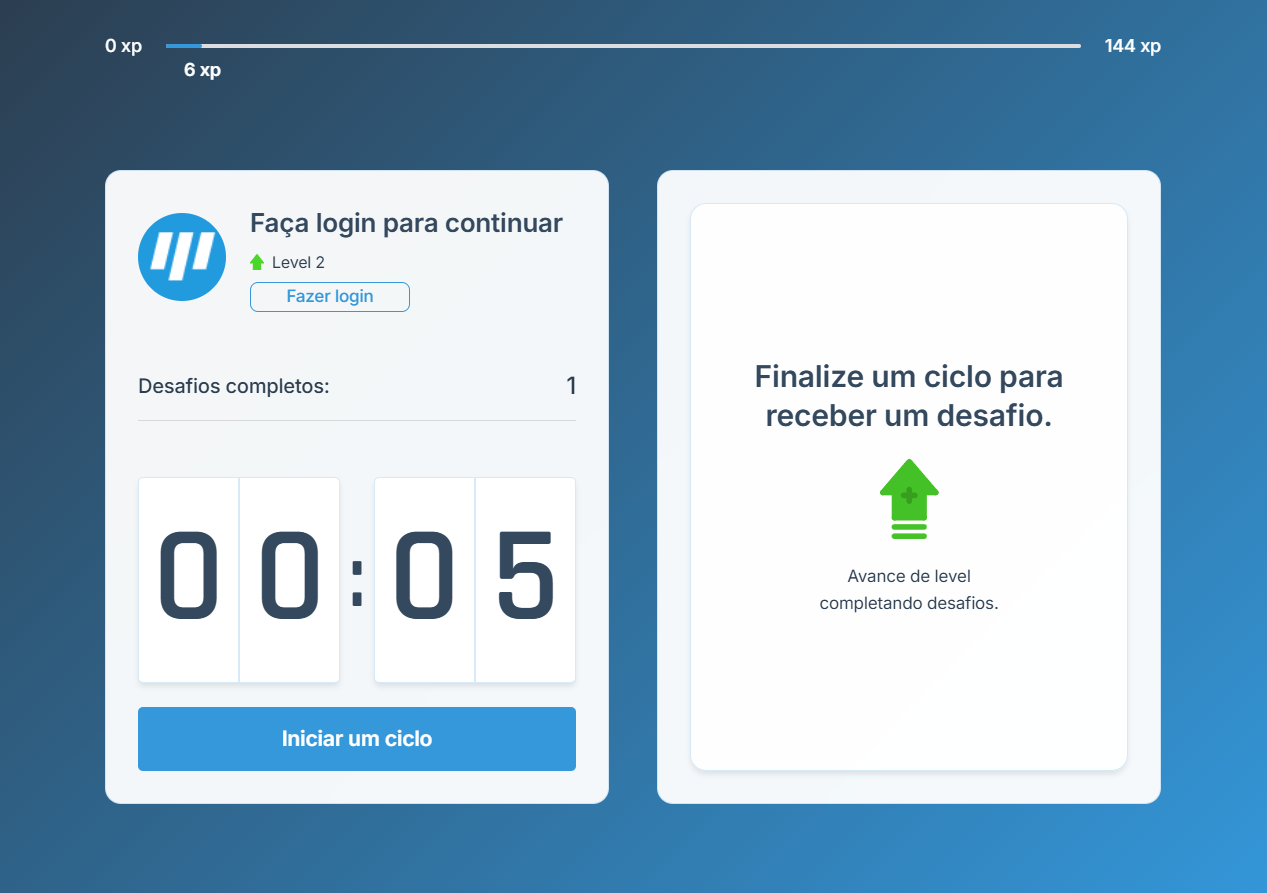 0 xp
144 xp
6 xp
Faça login para continuar
Level 2
Fazer login
Desafios completos:
1
00:05
Iniciar um ciclo
Finalize um ciclo para
receber um desafio.
Avance de level
completando desafios.